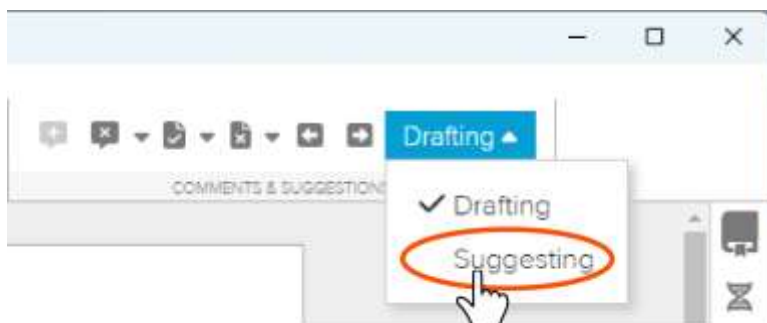 Drafting
COMMENTS & SUGGESTIONS
Drafting
Suggesting